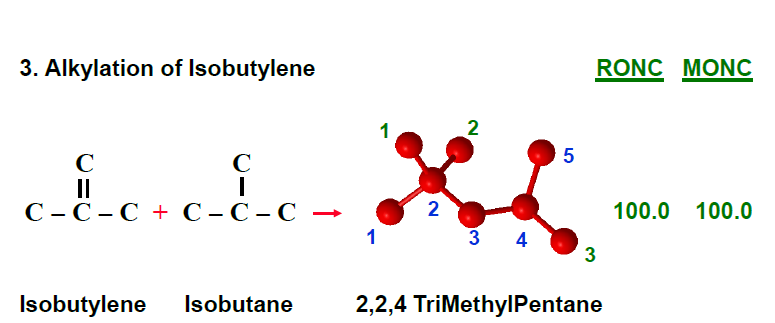 3. Alkylation of Isobutylene RONC MONC
1 2 5
C C
C – C – C + C – C – C → 100.0 100.0
1 2 3 4 3
Isobutylene Isobutane 2,2,4 TriMethylPentane